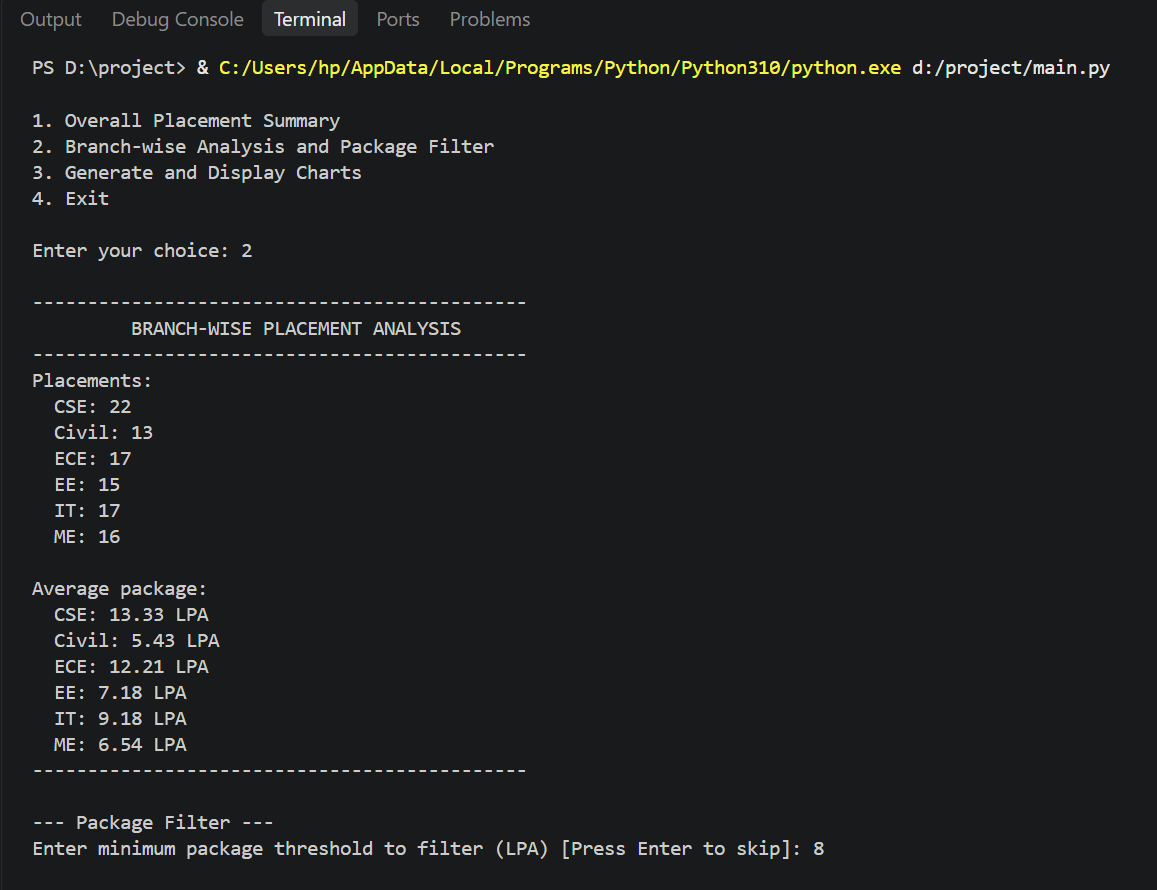 Output Debug Console Terminal Ports Problems
PS D:\project> & C:/Users/hp/AppData/Local/Programs/Python/Python310/python.exe d:/project/main.py
1. Overall Placement Summary
2. Branch-wise Analysis and Package Filter
3. Generate and Display Charts
4. Exit
Enter your choice: 2
---------------------------------------------
BRANCH-WISE PLACEMENT ANALYSIS
---------------------------------------------
Placements:
CSE: 22
Civil: 13
ECE: 17
EE: 15
IT: 17
ME: 16
Average package:
CSE: 13.33 LPA
Civil: 5.43 LPA
ECE: 12.21 LPA
EE: 7.18 LPA
IT: 9.18 LPA
ME: 6.54 LPA
---------------------------------------------
--- Package Filter ---
Enter minimum package threshold to filter (LPA) [Press Enter to skip]: 8